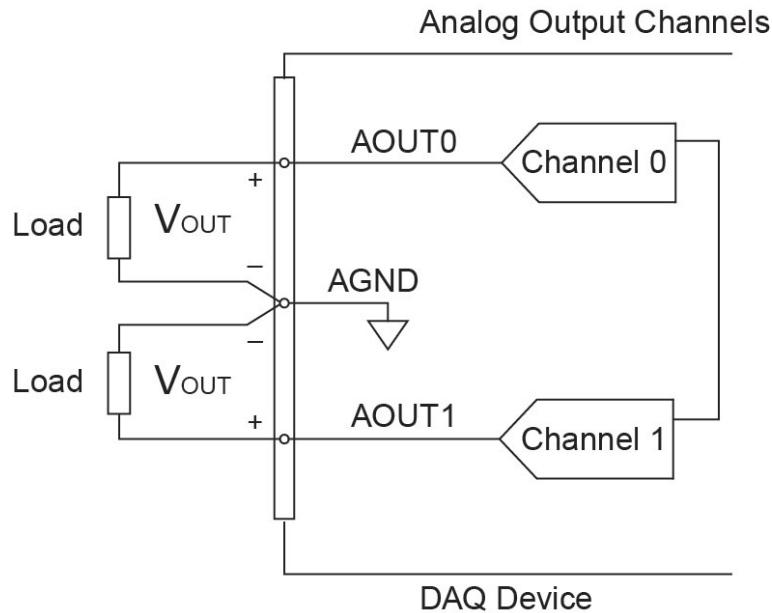 Analog Output Channels
AOUT0
Channel 0
+
Load
VOUT
–
AGND
–
Load
VOUT
+
AOUT1
Channel 1
DAQ Device